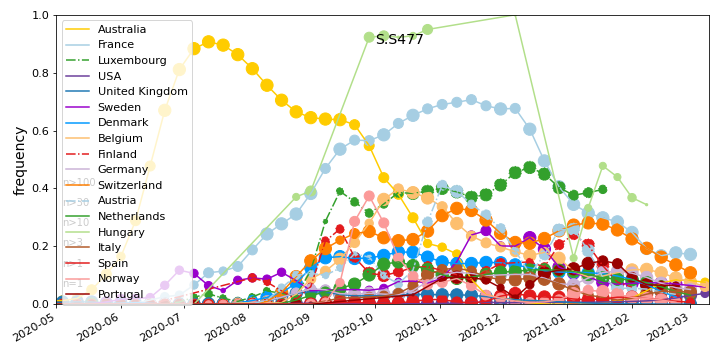 1.0
0.8
0.6
0.4
0.2
0.0
frequency
S.S477
Australia
France
Luxembourg
USA
United Kingdom
Sweden
Denmark
Belgium
Finland
Germany
Switzerland
Austria
Netherlands
Hungary
Italy
Spain
Norway
Portugal
n>100
n>30
n>10
n>3
n>1
n=1
2020-05
2020-06
2020-07
2020-08
2020-09
2020-10
2020-11
2020-12
2021-01
2021-02
2021-03